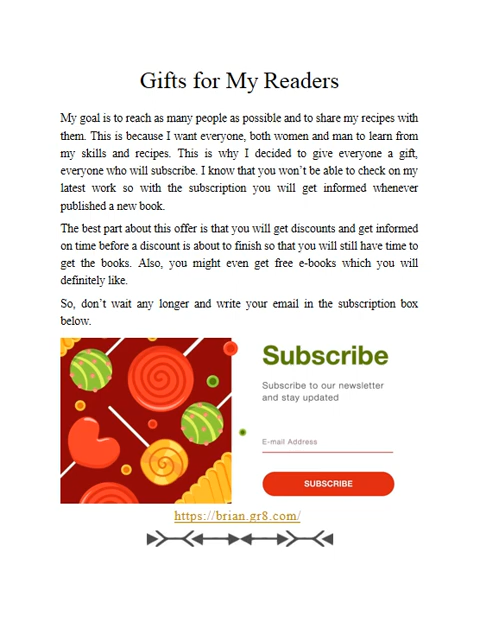 Gifts for My Readers
My goal is to reach as many people as possible and to share my recipes with
them. This is because I want everyone, both women and man to learn from
my skills and recipes. This is why I decided to give everyone a gift,
everyone who will subscribe. I know that you won’t be able to check on my
latest work so with the subscription you will get informed whenever
published a new book.
The best part about this offer is that you will get discounts and get informed
on time before a discount is about to finish so that you will still have time to
get the books. Also, you might even get free e-books which you will
definitely like.
So, don’t wait any longer and write your email in the subscription box
below.
Subscribe
Subscribe to our newsletter
and stay updated
E-mail Address
SUBSCRIBE
https://brian.gr8.com/